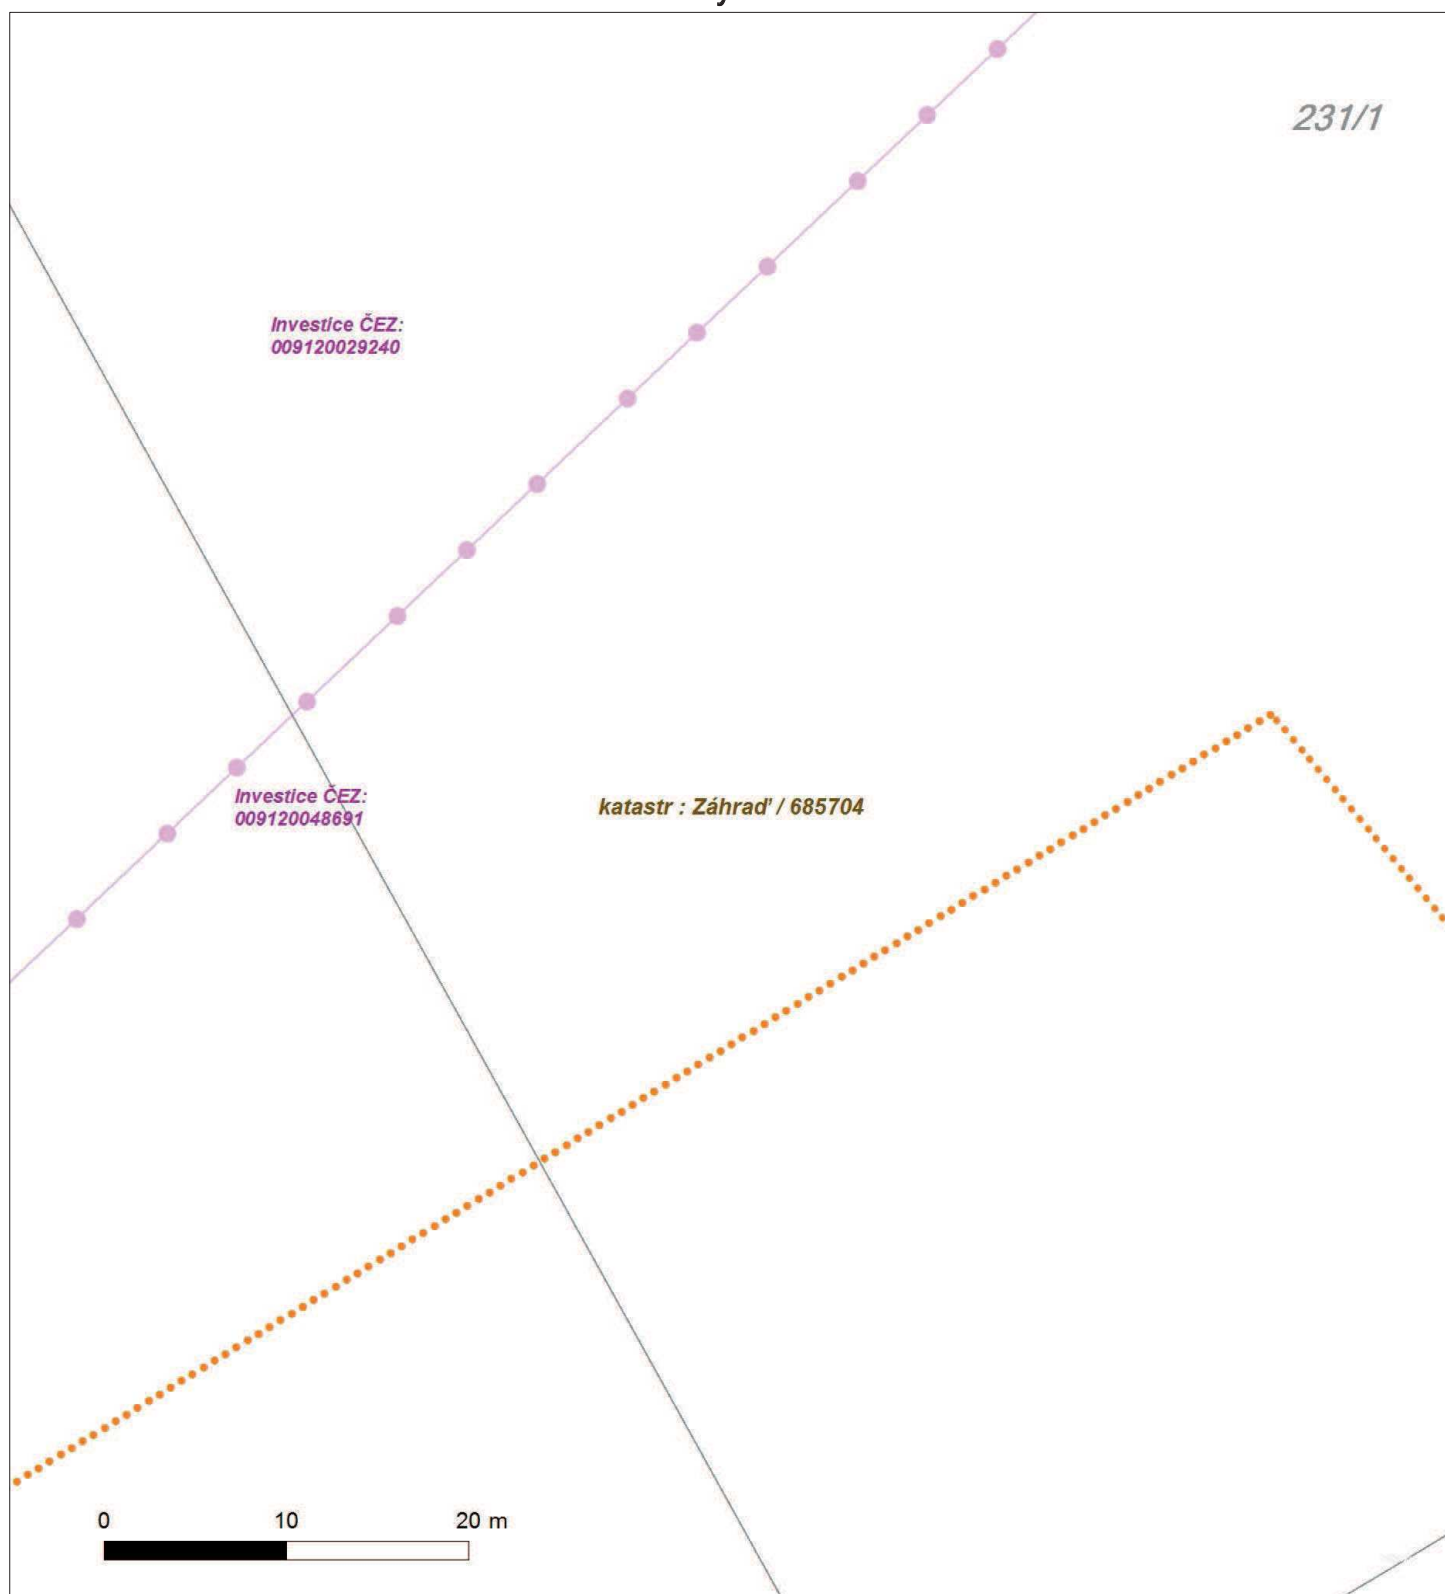 231/1
Investice ČEZ:
009120029240
Investice ČEZ:
009120048691
katastr : Záhraď / 685704
0 10 20 m